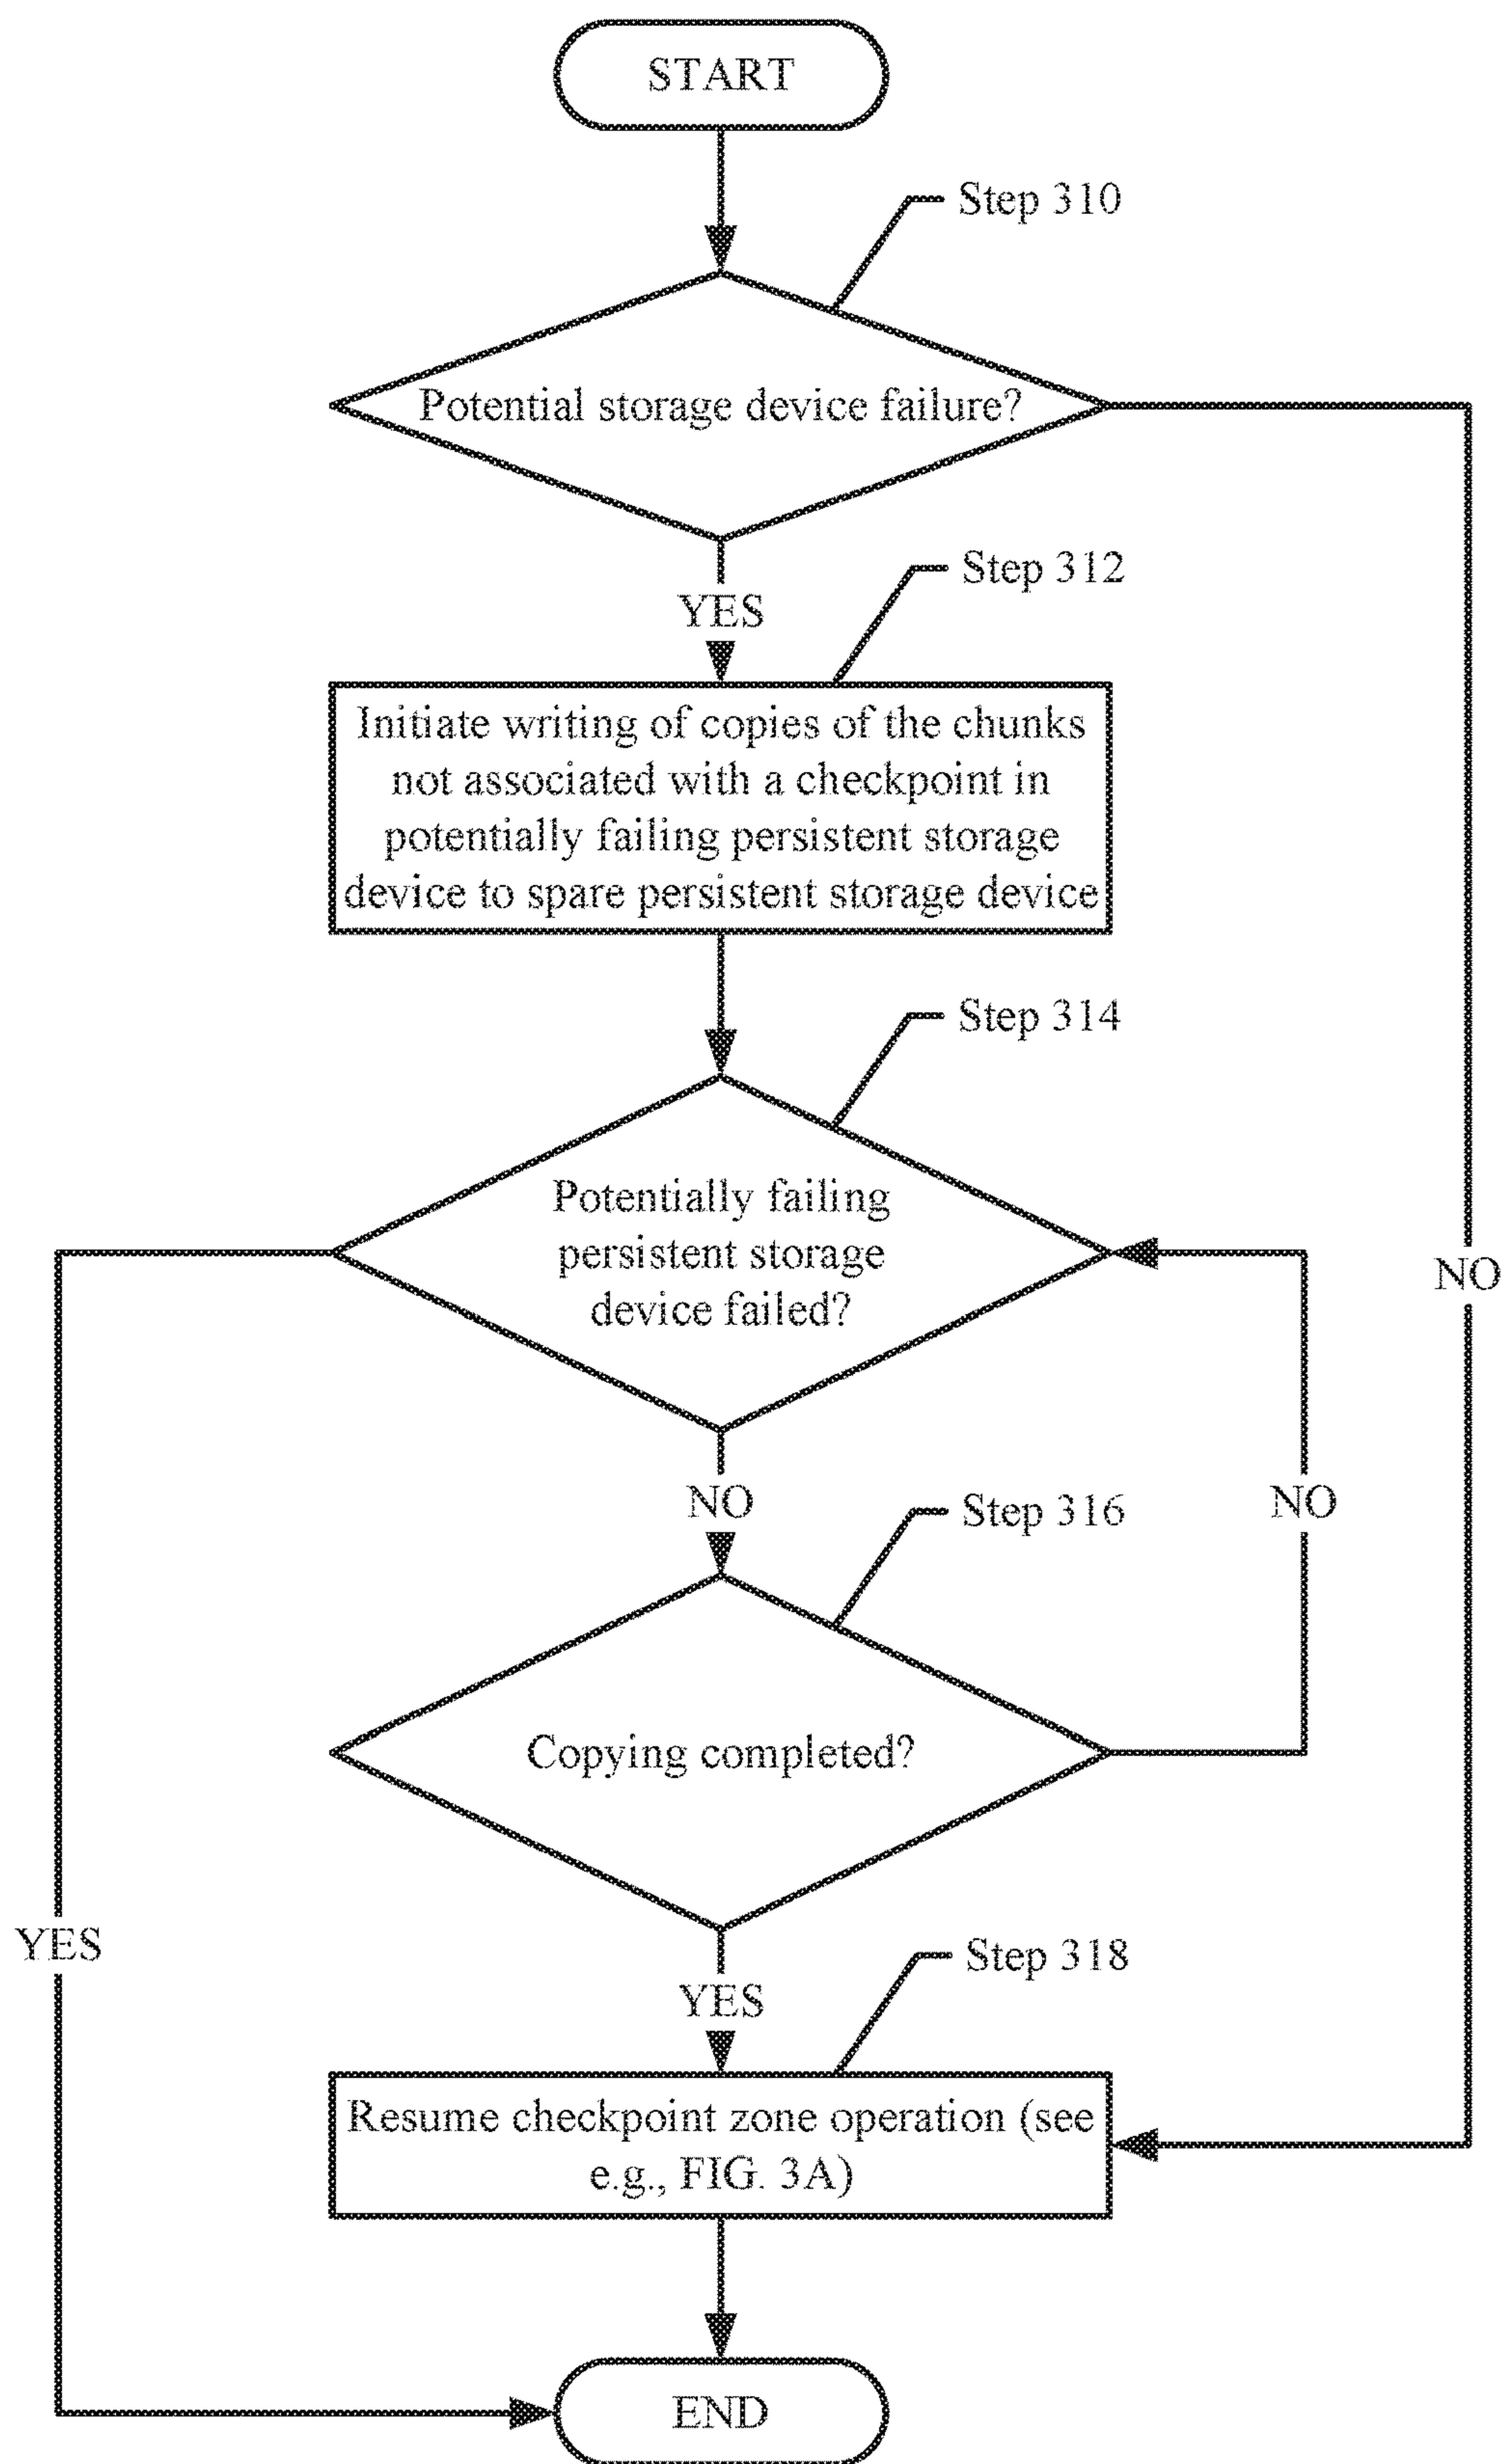 START
Step 310
Potential storage device failure?
Step 312
YES
Initiate writing of copies of the chunks
not associated with a checkpoint in
potentially failing persistent storage
device to spare persistent storage device
Step 314
Potentially failing
persistent storage
device failed?
NO
NO
Step 316
NO
Copying completed?
YES
Step 318
YES
Resume checkpoint zone operation (see
e.g., FIG. 3A)
END